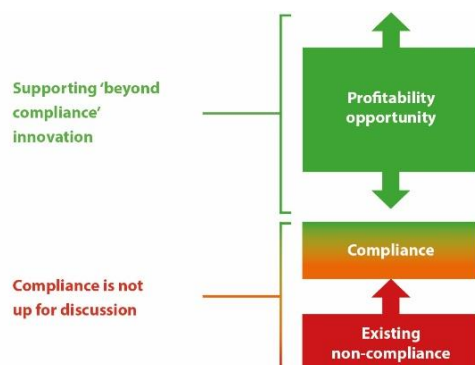 Supporting ‘beyond
compliance’
innovation
Profitability
opportunity
Compliance is not
up for discussion
Compliance
Existing
non-compliance